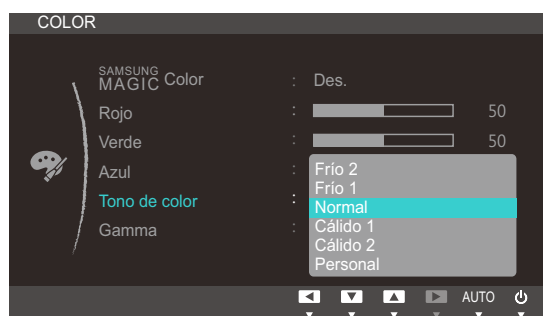 COLOR
SAMSUNG MAGIC Color : Des.
Rojo : 50
Verde : 50
Azul :
Tono de color :
Gamma :
Frío 2
Frío 1
Normal
Cálido 1
Cálido 2
Personal
AUTO